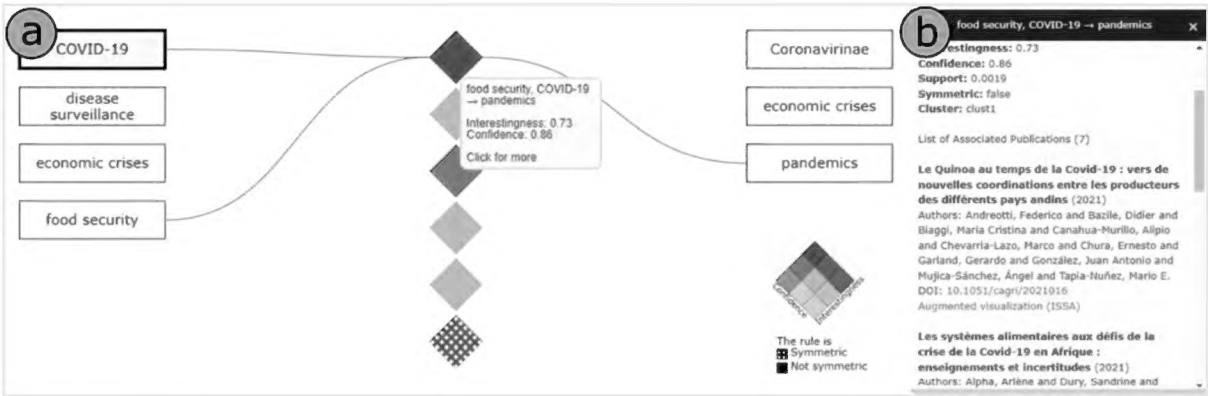 a
COVID-19
disease
surveillance
economic crises
food security
food security, COVID-19
→ pandemics
Interestingness: 0.73
Confidence: 0.86
Click for more
Coronavirinae
economic crises
pandemics
Confidence
Interestingness
The rule is
Symmetric
Not symmetric
b
food security, COVID-19 → pandemics ×
erestingness: 0.73
Confidence: 0.86
Support: 0.0019
Symmetric: false
Cluster: clust1
List of Associated Publications (7)
Le Quinoa au temps de la Covid-19 : vers de
nouvelles coordinations entre les producteurs
des différents pays andins (2021)
Authors: Andreotti, Federico and Bazile, Didier and
Biaggi, Maria Cristina and Canahua-Murillo, Alipio
and Chevarria-Lazo, Marco and Chura, Ernesto and
Garland, Gerardo and González, Juan Antonio and
Mujica-Sánchez, Ángel and Tapia-Nuñez, Mario E.
DOI: 10.1051/cagri/2021016
Augmented visualization (ISSA)
Les systèmes alimentaires aux défis de la
crise de la Covid-19 en Afrique :
enseignements et incertitudes (2021)
Authors: Alpha, Arlène and Dury, Sandrine and